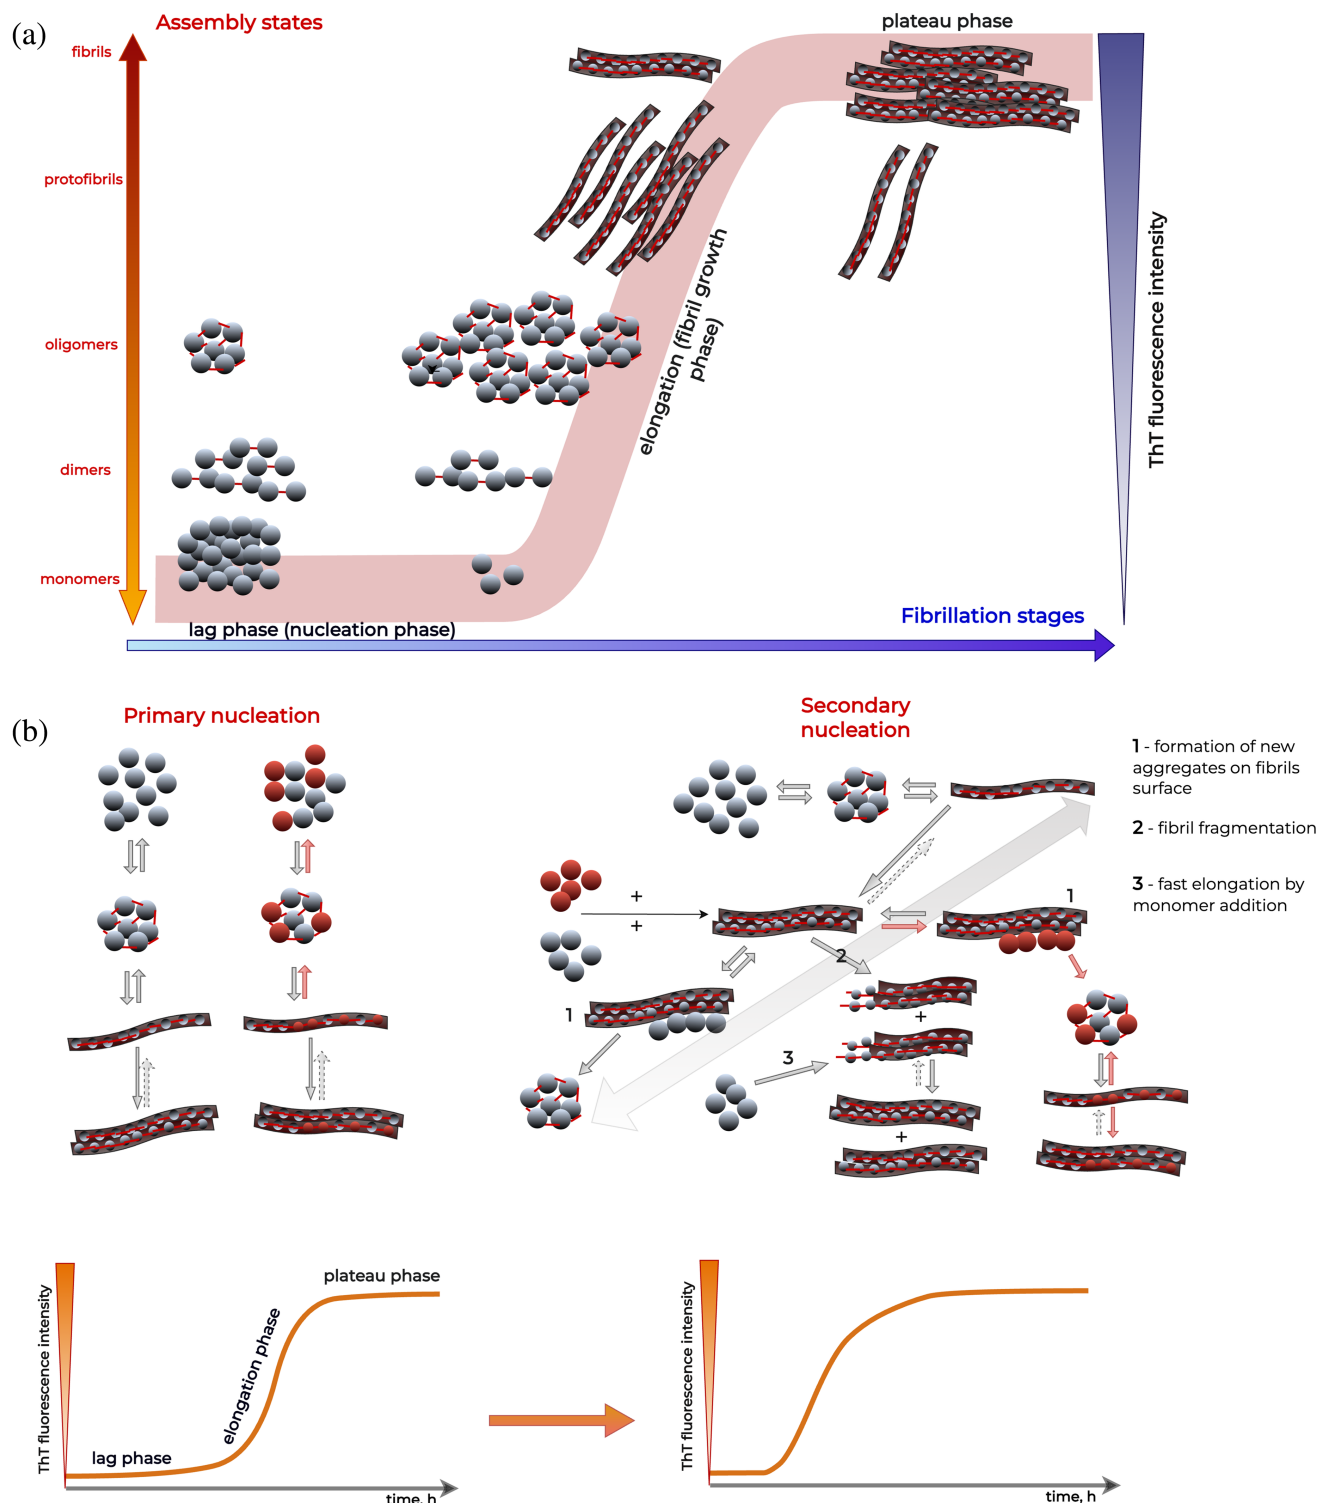 (a)
Assembly states
plateau phase
fibrils
protofibrils
oligomers
dimers
monomers
elongation (fibril growth
phase)
ThT fluorescence intensity
Fibrillation stages
lag phase (nucleation phase)
(b)
Primary nucleation
Secondary
nucleation
1 - formation of new
aggregates on fibrils
surface
2 - fibril fragmentation
3 - fast elongation by
monomer addition
+
+
1
2
1
+
3
+
ThT fluorescence intensity
lag phase
elongation phase
plateau phase
time, h
ThT fluorescence intensity
time, h